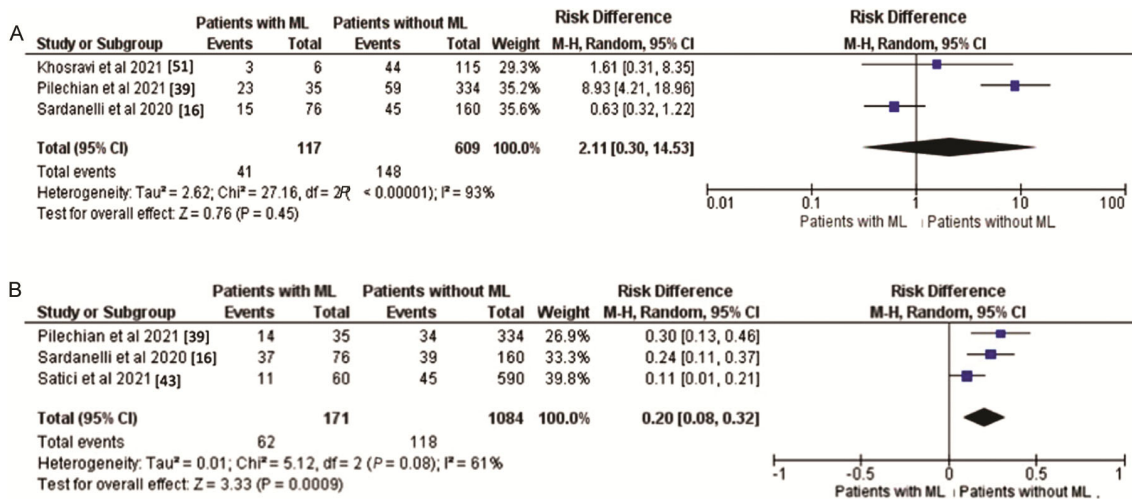 A
Patients with ML Patients without ML Risk Difference Risk Difference
Study or Subgroup Events Total Events Total Weight M-H, Random, 95% CI M-H, Random, 95% CI
Khosravi et al 2021 [51] 3 6 44 115 29.3% 1.61 [0.31, 8.35]
Pilechian et al 2021 [39] 23 35 59 334 35.2% 8.93 [4.21, 18.96]
Sardanelli et al 2020 [16] 15 76 45 160 35.6% 0.63 [0.32, 1.22]
Total (95% CI) 117 609 100.0% 2.11 [0.30, 14.53]
Total events 41 148
Heterogeneity: Tau² = 2.62; Chi² = 27.16, df = 2 < 0.00001); I² = 93%
Test for overall effect: Z = 0.76 (P = 0.45)
0.01 0.1 1 10 100
Patients with ML Patients without ML
B
Patients with ML Patients without ML Risk Difference Risk Difference
Study or Subgroup Events Total Events Total Weight M-H, Random, 95% CI M-H, Random, 95% CI
Pilechian et al 2021 [39] 14 35 34 334 26.9% 0.30 [0.13, 0.46]
Sardanelli et al 2020 [16] 37 76 39 160 33.3% 0.24 [0.11, 0.37]
Satici et al 2021 [43] 11 60 45 590 39.8% 0.11 [0.01, 0.21]
Total (95% CI) 171 1084 100.0% 0.20 [0.08, 0.32]
Total events 62 118
Heterogeneity: Tau² = 0.01; Chi² = 5.12, df = 2 (P = 0.08); I² = 61%
Test for overall effect: Z = 3.33 (P = 0.0009)
-1 -0.5 0 0.5 1
Patients with ML Patients without ML